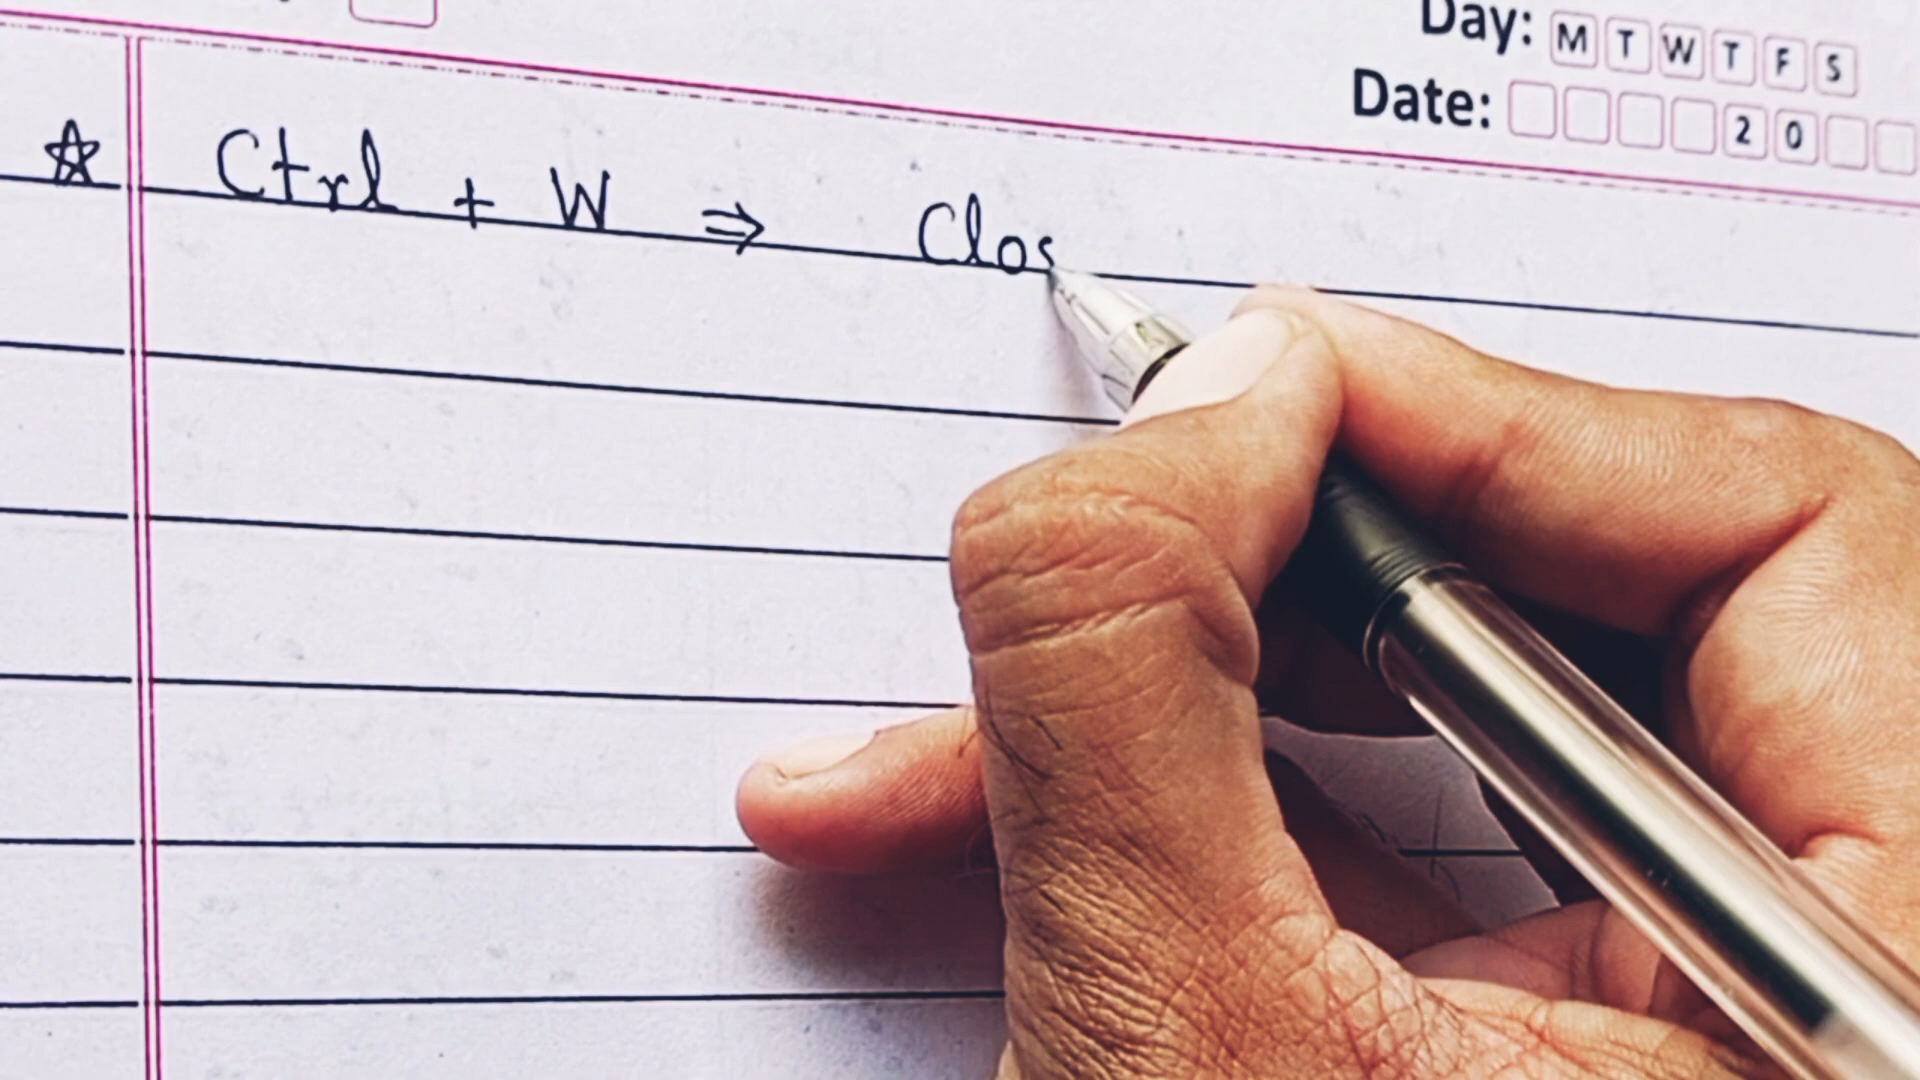 Day: M T W T F S
Date: 2 0
☆ Ctrl + W ⇒ Clos